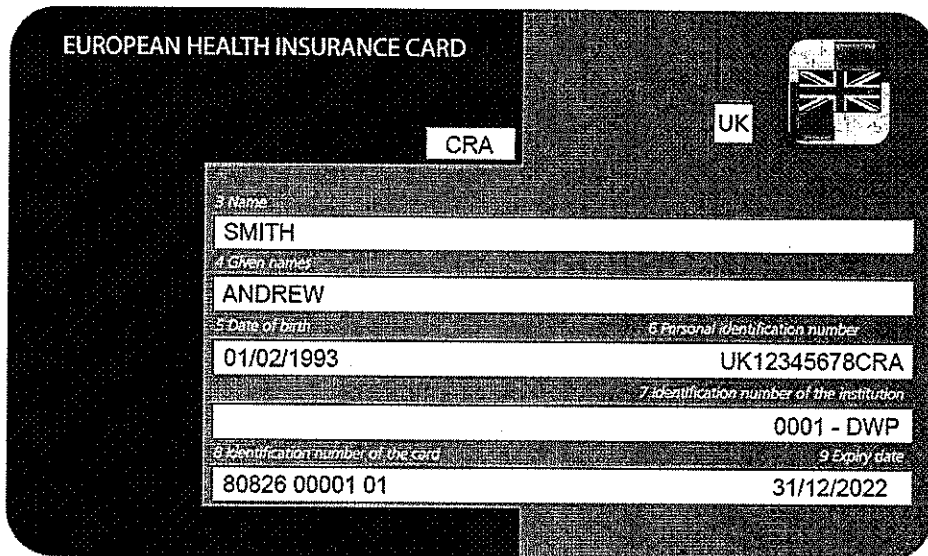 EUROPEAN HEALTH INSURANCE CARD
UK
CRA
3 Name
SMITH
4 Given names
ANDREW
5 Date of birth 6 Personal identification number
01/02/1993 UK12345678CRA
7 Identification number of the institution
0001 - DWP
8 Identification number of the card 9 Expiry date
80826 00001 01 31/12/2022